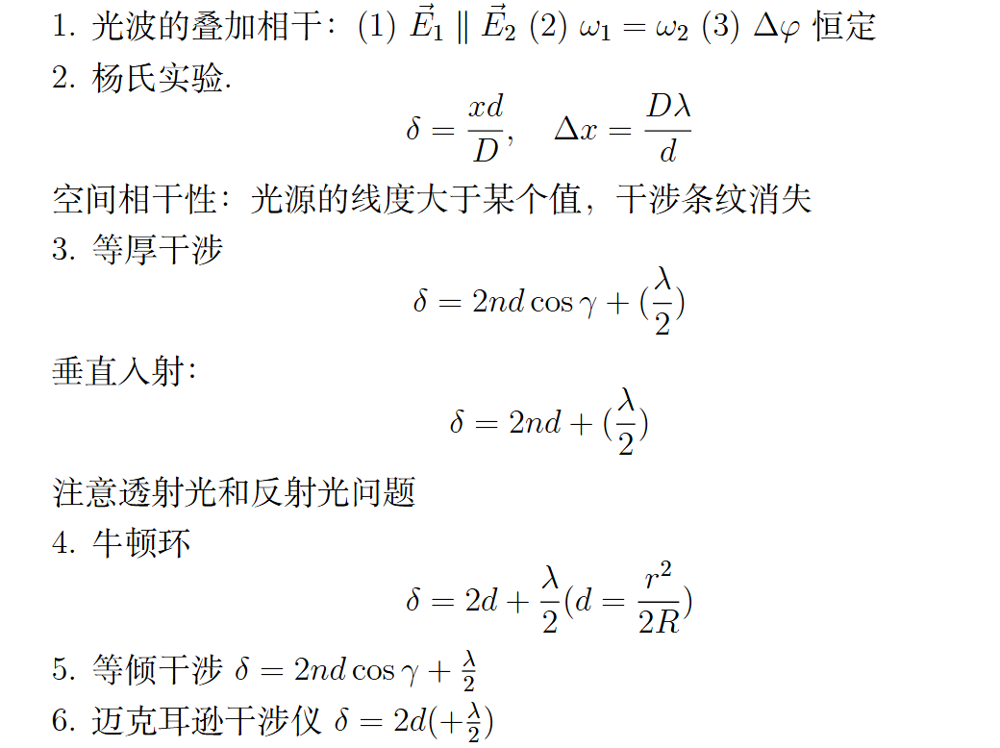 1. 光波的叠加相干：(1) $\vec{E}_1 \parallel \vec{E}_2$ (2) $\omega_1 = \omega_2$ (3) $\Delta\varphi$ 恒定
2. 杨氏实验.
$\delta = \frac{xd}{D}, \quad \Delta x = \frac{D\lambda}{d}$
空间相干性：光源的线度大于某个值，干涉条纹消失
3. 等厚干涉
$\delta = 2nd\cos\gamma + (\frac{\lambda}{2})$
垂直入射：
$\delta = 2nd + (\frac{\lambda}{2})$
注意透射光和反射光问题
4. 牛顿环
$\delta = 2d + \frac{\lambda}{2}(d = \frac{r^2}{2R})$
5. 等倾干涉 $\delta = 2nd\cos\gamma + \frac{\lambda}{2}$
6. 迈克耳逊干涉仪 $\delta = 2d(+\frac{\lambda}{2})$